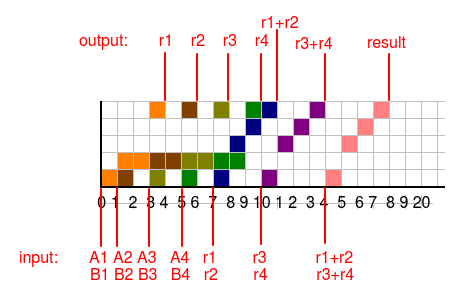 r1+r2
output: r1 r2 r3 r4 r3+r4 result
0 1 2 3 4 5 6 7 8 9 10 1 2 3 4 5 6 7 8 9 20
input: A1 A2 A3 A4 r1 r3 r1+r2
B1 B2 B3 B4 r2 r4 r3+r4